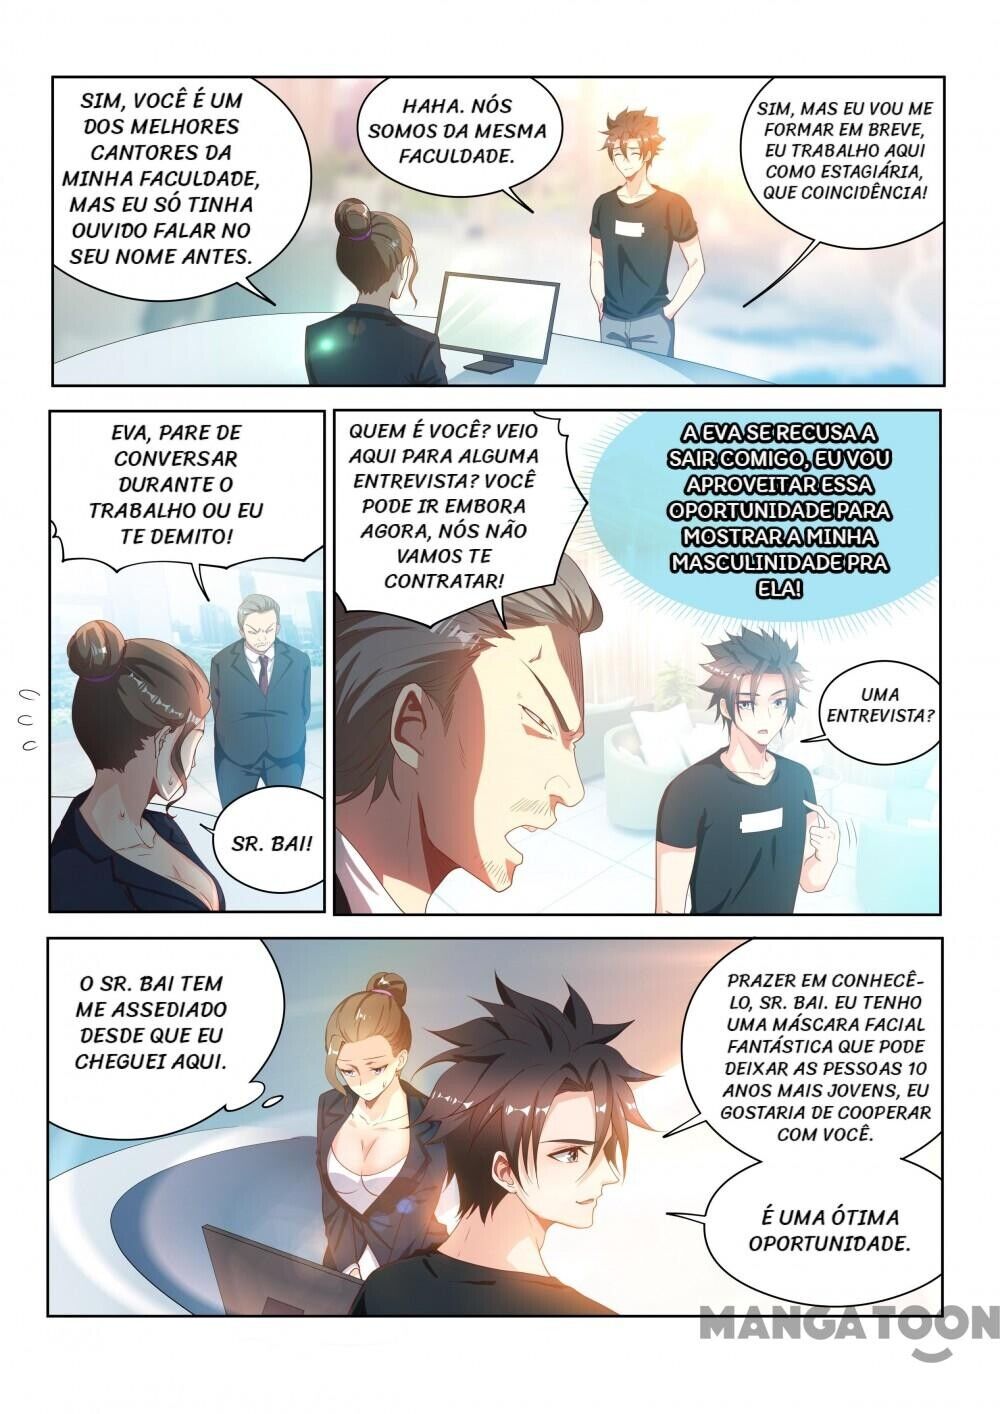 SIM, VOCÊ É UM
DOS MELHORES
CANTORES DA
MINHA FACULDADE,
MAS EU SÓ TINHA
OUVIDO FALAR NO
SEU NOME ANTES.
HAHA. NÓS
SOMOS DA MESMA
FACULDADE.
SIM, MAS EU VOU ME
FORMAR EM BREVE,
EU TRABALHO AQUI
COMO ESTAGIÁRIA,
QUE COINCIDÊNCIA!
EVA, PARE DE
CONVERSAR
DURANTE O
TRABALHO OU EU
TE DEMITO!
SR. BAI!
QUEM É VOCÊ? VEIO
AQUI PARA ALGUMA
ENTREVISTA? VOCÊ
PODE IR EMBORA
AGORA, NÓS NÃO
VAMOS TE
CONTRATAR!
A EVA SE RECUSA A
SAIR COMIGO, EU VOU
APROVEITAR ESSA
OPORTUNIDADE PARA
MOSTRAR A MINHA
MASCULINIDADE PRA
ELA!
UMA
ENTREVISTA?
O SR. BAI TEM
ME ASSEDIADO
DESDE QUE EU
CHEGUEI AQUI.
PRAZER EM CONHECÊ-
LO, SR. BAI. EU TENHO
UMA MÁSCARA FACIAL
FANTÁSTICA QUE PODE
DEIXAR AS PESSOAS 10
ANOS MAIS JOVENS, EU
GOSTARIA DE COOPERAR
COM VOCÊ.
É UMA ÓTIMA
OPORTUNIDADE.
MANGATOON